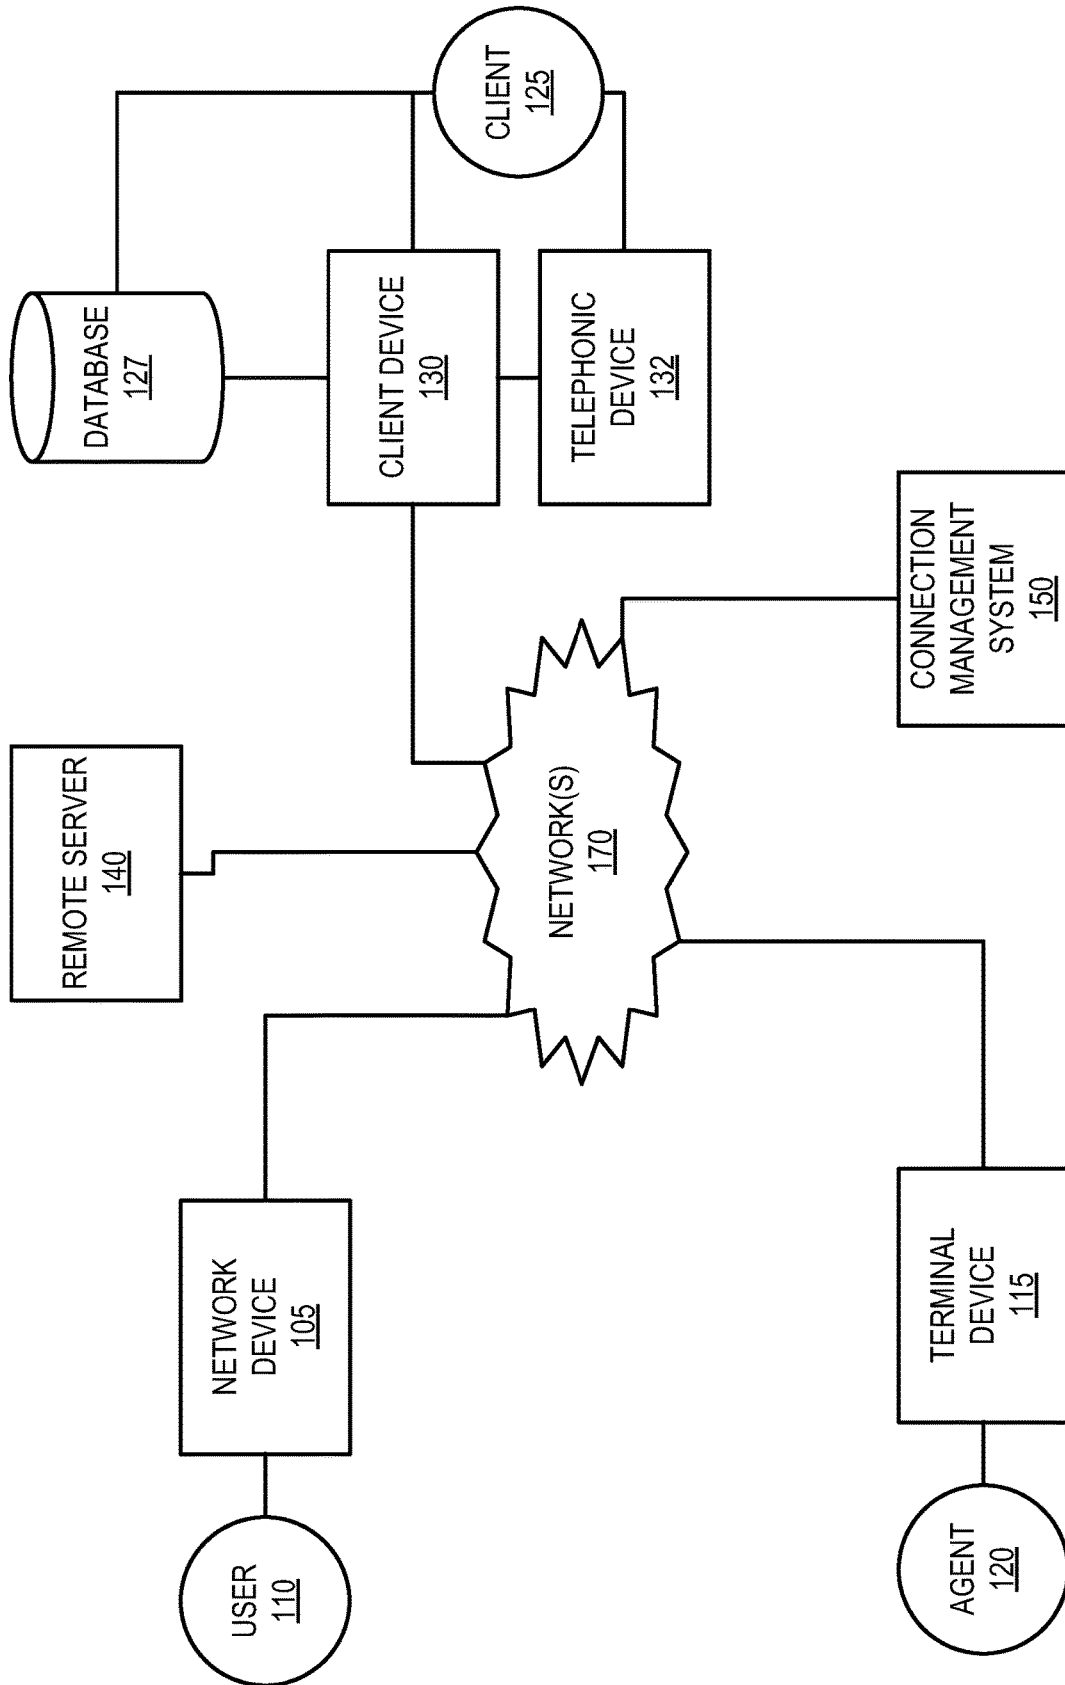 REMOTE SERVER
140
DATABASE
127
USER
110
NETWORK
DEVICE
105
CLIENT DEVICE
130
CLIENT
125
NETWORK(S)
170
TELEPHONIC
DEVICE
132
AGENT
120
TERMINAL
DEVICE
115
CONNECTION
MANAGEMENT
SYSTEM
150